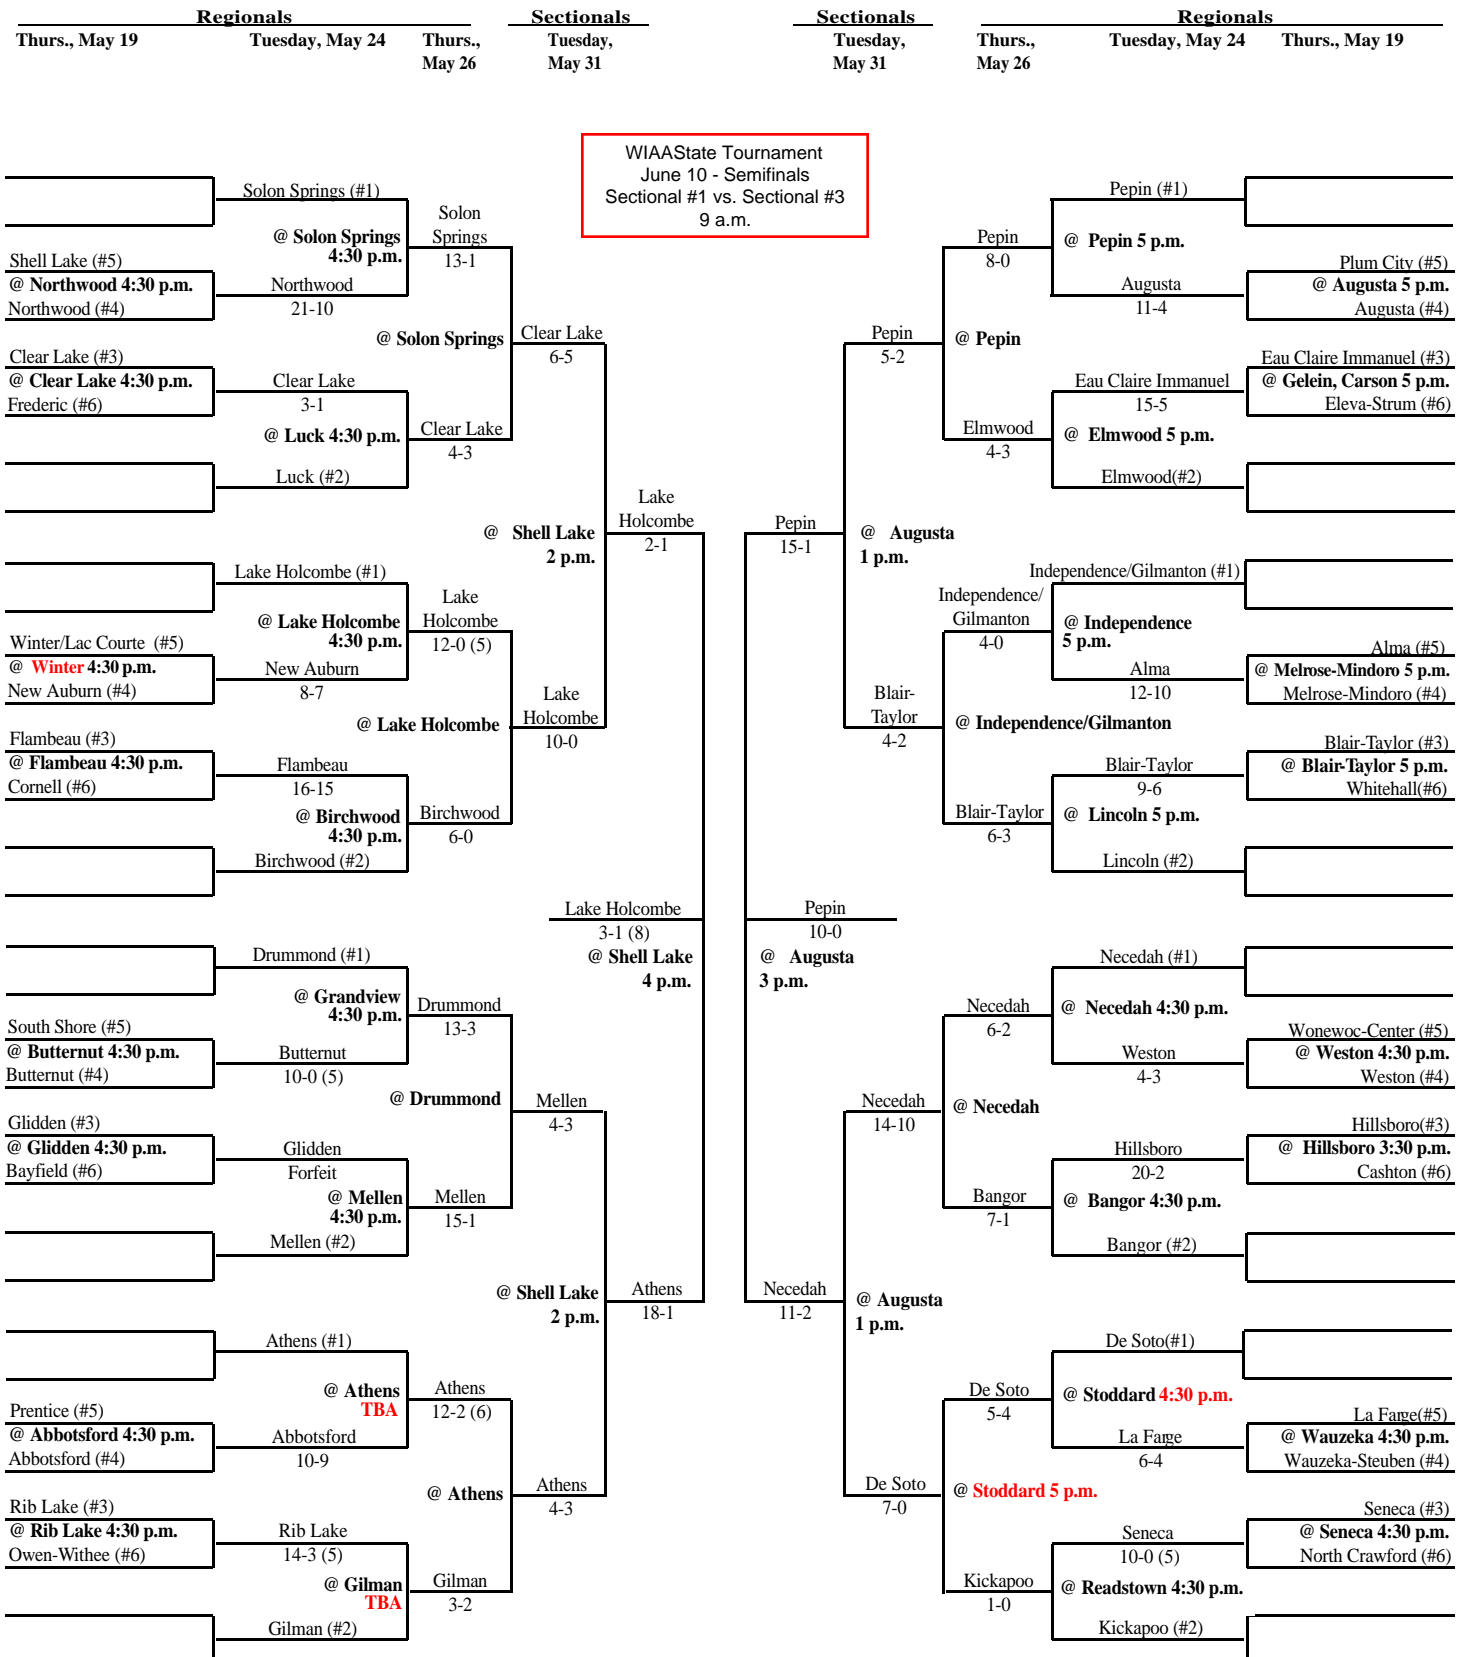 Regionals
Sectionals
Sectionals
Regionals
Thurs., May 19
Tuesday, May 24
Thurs.,
May 26
Tuesday,
May 31
Tuesday,
May 31
Thurs.,
May 26
Tuesday, May 24
Thurs., May 19
WIAAState Tournament
June 10 - Semifinals
Sectional #1 vs. Sectional #3
9 a.m.
Solon Springs (#1)
@ Solon Springs
4:30 p.m.
Solon
Springs
13-1
Shell Lake (#5)
@ Northwood 4:30 p.m.
Northwood (#4)
Northwood
21-10
@ Solon Springs
Clear Lake
6-5
Clear Lake (#3)
@ Clear Lake 4:30 p.m.
Frederic (#6)
Clear Lake
3-1
@ Luck 4:30 p.m.
Clear Lake
4-3
Luck (#2)
@ Shell Lake
2 p.m.
Lake
Holcombe
2-1
Lake Holcombe (#1)
@ Lake Holcombe
4:30 p.m.
Lake
Holcombe
12-0 (5)
Winter/Lac Courte (#5)
@ Winter 4:30 p.m.
New Auburn (#4)
New Auburn
8-7
@ Lake Holcombe
Lake
Holcombe
10-0
Flambeau (#3)
@ Flambeau 4:30 p.m.
Cornell (#6)
Flambeau
16-15
@ Birchwood
4:30 p.m.
Birchwood
6-0
Birchwood (#2)
Lake Holcombe
3-1 (8)
@ Shell Lake
4 p.m.
Drummond (#1)
@ Grandview
4:30 p.m.
Drummond
13-3
South Shore (#5)
@ Butternut 4:30 p.m.
Butternut (#4)
Butternut
10-0 (5)
@ Drummond
Mellen
4-3
Glidden (#3)
@ Glidden 4:30 p.m.
Bayfield (#6)
Glidden
Forfeit
@ Mellen
4:30 p.m.
Mellen
15-1
Mellen (#2)
@ Shell Lake
2 p.m.
Athens
18-1
Athens (#1)
@ Athens
TBA
Athens
12-2 (6)
Prentice (#5)
@ Abbotsford 4:30 p.m.
Abbotsford (#4)
Abbotsford
10-9
@ Athens
Athens
4-3
Rib Lake (#3)
@ Rib Lake 4:30 p.m.
Owen-Withee (#6)
Rib Lake
14-3 (5)
@ Gilman
TBA
Gilman
3-2
Gilman (#2)
Pepin (#1)
Pepin
8-0
@ Pepin 5 p.m.
Plum City (#5)
@ Augusta 5 p.m.
Augusta (#4)
Augusta
11-4
Pepin
5-2
@ Pepin
Eau Claire Immanuel (#3)
@ Gelein, Carson 5 p.m.
Eleva-Strum (#6)
Eau Claire Immanuel
15-5
Elmwood
4-3
@ Elmwood 5 p.m.
Elmwood(#2)
Pepin
15-1
@ Augusta
1 p.m.
Independence/Gilmanton (#1)
Independence/
Gilmanton
4-0
@ Independence
5 p.m.
Alma (#5)
@ Melrose-Mindoro 5 p.m.
Melrose-Mindoro (#4)
Alma
12-10
Blair-
Taylor
4-2
@ Independence/Gilmanton
Blair-Taylor (#3)
@ Blair-Taylor 5 p.m.
Whitehall(#6)
Blair-Taylor
9-6
Blair-Taylor
6-3
@ Lincoln 5 p.m.
Lincoln (#2)
Pepin
10-0
@ Augusta
3 p.m.
Necedah (#1)
Necedah
6-2
@ Necedah 4:30 p.m.
Wonewoc-Center (#5)
@ Weston 4:30 p.m.
Weston (#4)
Weston
4-3
Necedah
14-10
@ Necedah
Hillsboro(#3)
@ Hillsboro 3:30 p.m.
Cashton (#6)
Hillsboro
20-2
Bangor
7-1
@ Bangor 4:30 p.m.
Bangor (#2)
Necedah
11-2
@ Augusta
1 p.m.
De Soto(#1)
De Soto
5-4
@ Stoddard 4:30 p.m.
La Farge(#5)
@ Wauzeka 4:30 p.m.
Wauzeka-Steuben (#4)
La Farge
6-4
De Soto
7-0
@ Stoddard 5 p.m.
Seneca (#3)
@ Seneca 4:30 p.m.
North Crawford (#6)
Seneca
10-0 (5)
Kickapoo
1-0
@ Readstown 4:30 p.m.
Kickapoo (#2)